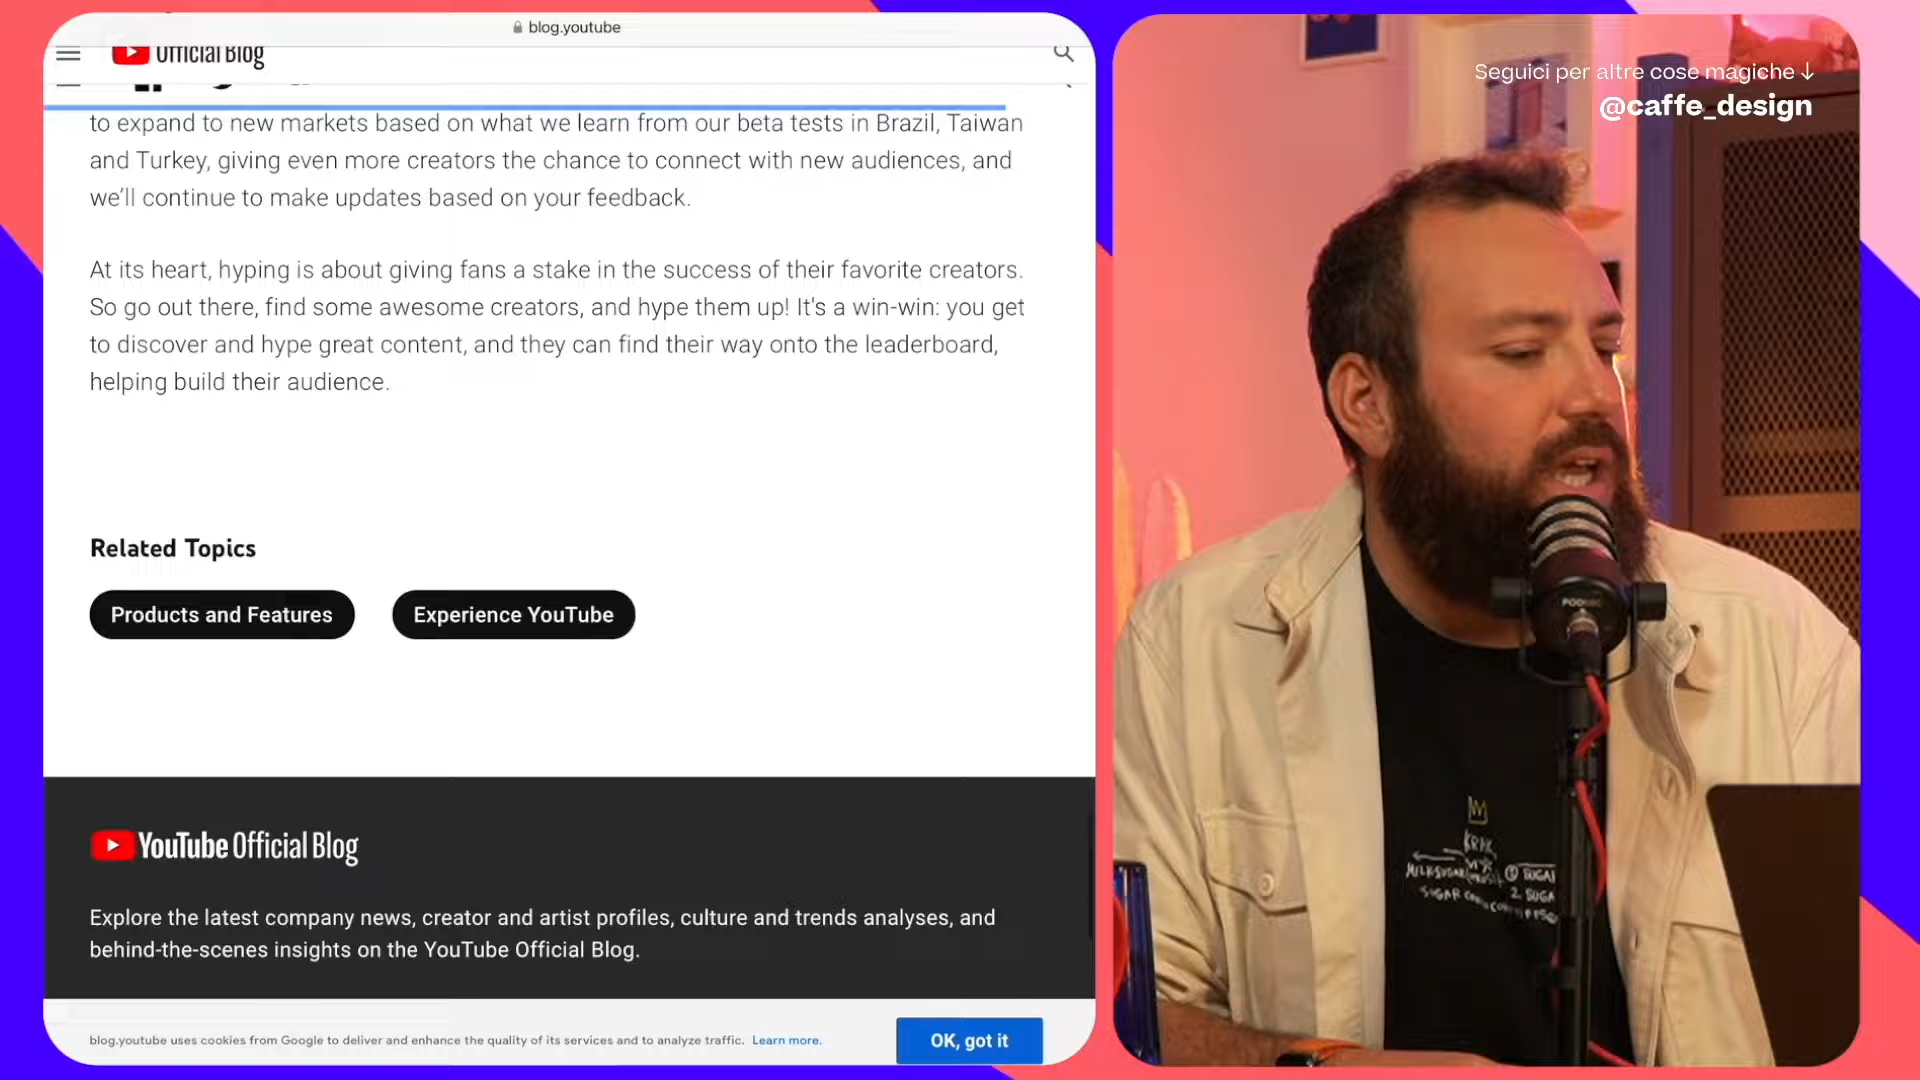 blog.youtube
Official Blog
to expand to new markets based on what we learn from our beta tests in Brazil, Taiwan
and Turkey, giving even more creators the chance to connect with new audiences, and
we’ll continue to make updates based on your feedback.
At its heart, hyping is about giving fans a stake in the success of their favorite creators.
So go out there, find some awesome creators, and hype them up! It's a win-win: you get
to discover and hype great content, and they can find their way onto the leaderboard,
helping build their audience.
Related Topics
Products and Features
Experience YouTube
YouTube Official Blog
Explore the latest company news, creator and artist profiles, culture and trends analyses, and
behind-the-scenes insights on the YouTube Official Blog.
blog.youtube uses cookies from Google to deliver and enhance the quality of its services and to analyze traffic. Learn more.
OK, got it
Seguici per altre cose magiche ↓
@caffe_design